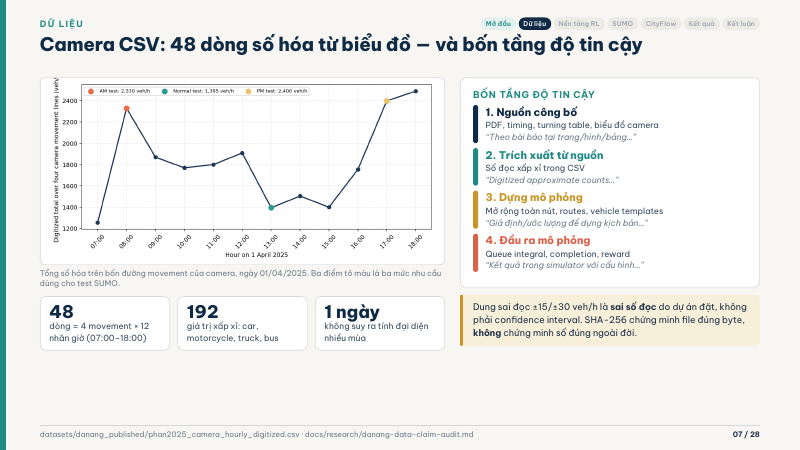 DỮ LIỆU
Mở đầu Dữ liệu Nền tảng RL SUMO CityFlow Kết quả Kết luận
Camera CSV: 48 dòng số hóa từ biểu đồ — và bốn tầng độ tin cậy
AM test: 2,330 veh/h Normal test: 1,395 veh/h PM test: 2,400 veh/h
Digitized total over four camera movement lines (veh/
2400
2200
2000
1800
1600
1400
1200
07:00 08:00 09:00 10:00 11:00 12:00 13:00 14:00 15:00 16:00 17:00 18:00
Hour on 1 April 2025
Tổng số hóa trên bốn đường movement của camera, ngày 01/04/2025. Ba điểm tô màu là ba mức nhu cầu
dùng cho test SUMO.
48
dòng = 4 movement × 12
nhãn giờ (07:00–18:00)
192
giá trị xấp xỉ: car,
motorcycle, truck, bus
1 ngày
không suy ra tính đại diện
nhiều mùa
BỐN TẦNG ĐỘ TIN CẬY
1. Nguồn công bố
PDF, timing, turning table, biểu đồ camera
“Theo bài báo tại trang/hình/bảng…”
2. Trích xuất từ nguồn
Số đọc xấp xỉ trong CSV
“Digitized approximate counts…”
3. Dựng mô phỏng
Mở rộng toàn nút, routes, vehicle templates
“Giả định/ước lượng để dựng kịch bản…”
4. Đầu ra mô phỏng
Queue integral, completion, reward
“Kết quả trong simulator với cấu hình…”
Dung sai đọc ±15/±30 veh/h là sai số đọc do dự án đặt, không
phải confidence interval. SHA-256 chứng minh file đúng byte,
không chứng minh số đúng ngoài đời.
datasets/danang_published/phan2025_camera_hourly_digitized.csv · docs/research/danang-data-claim-audit.md
07 / 28